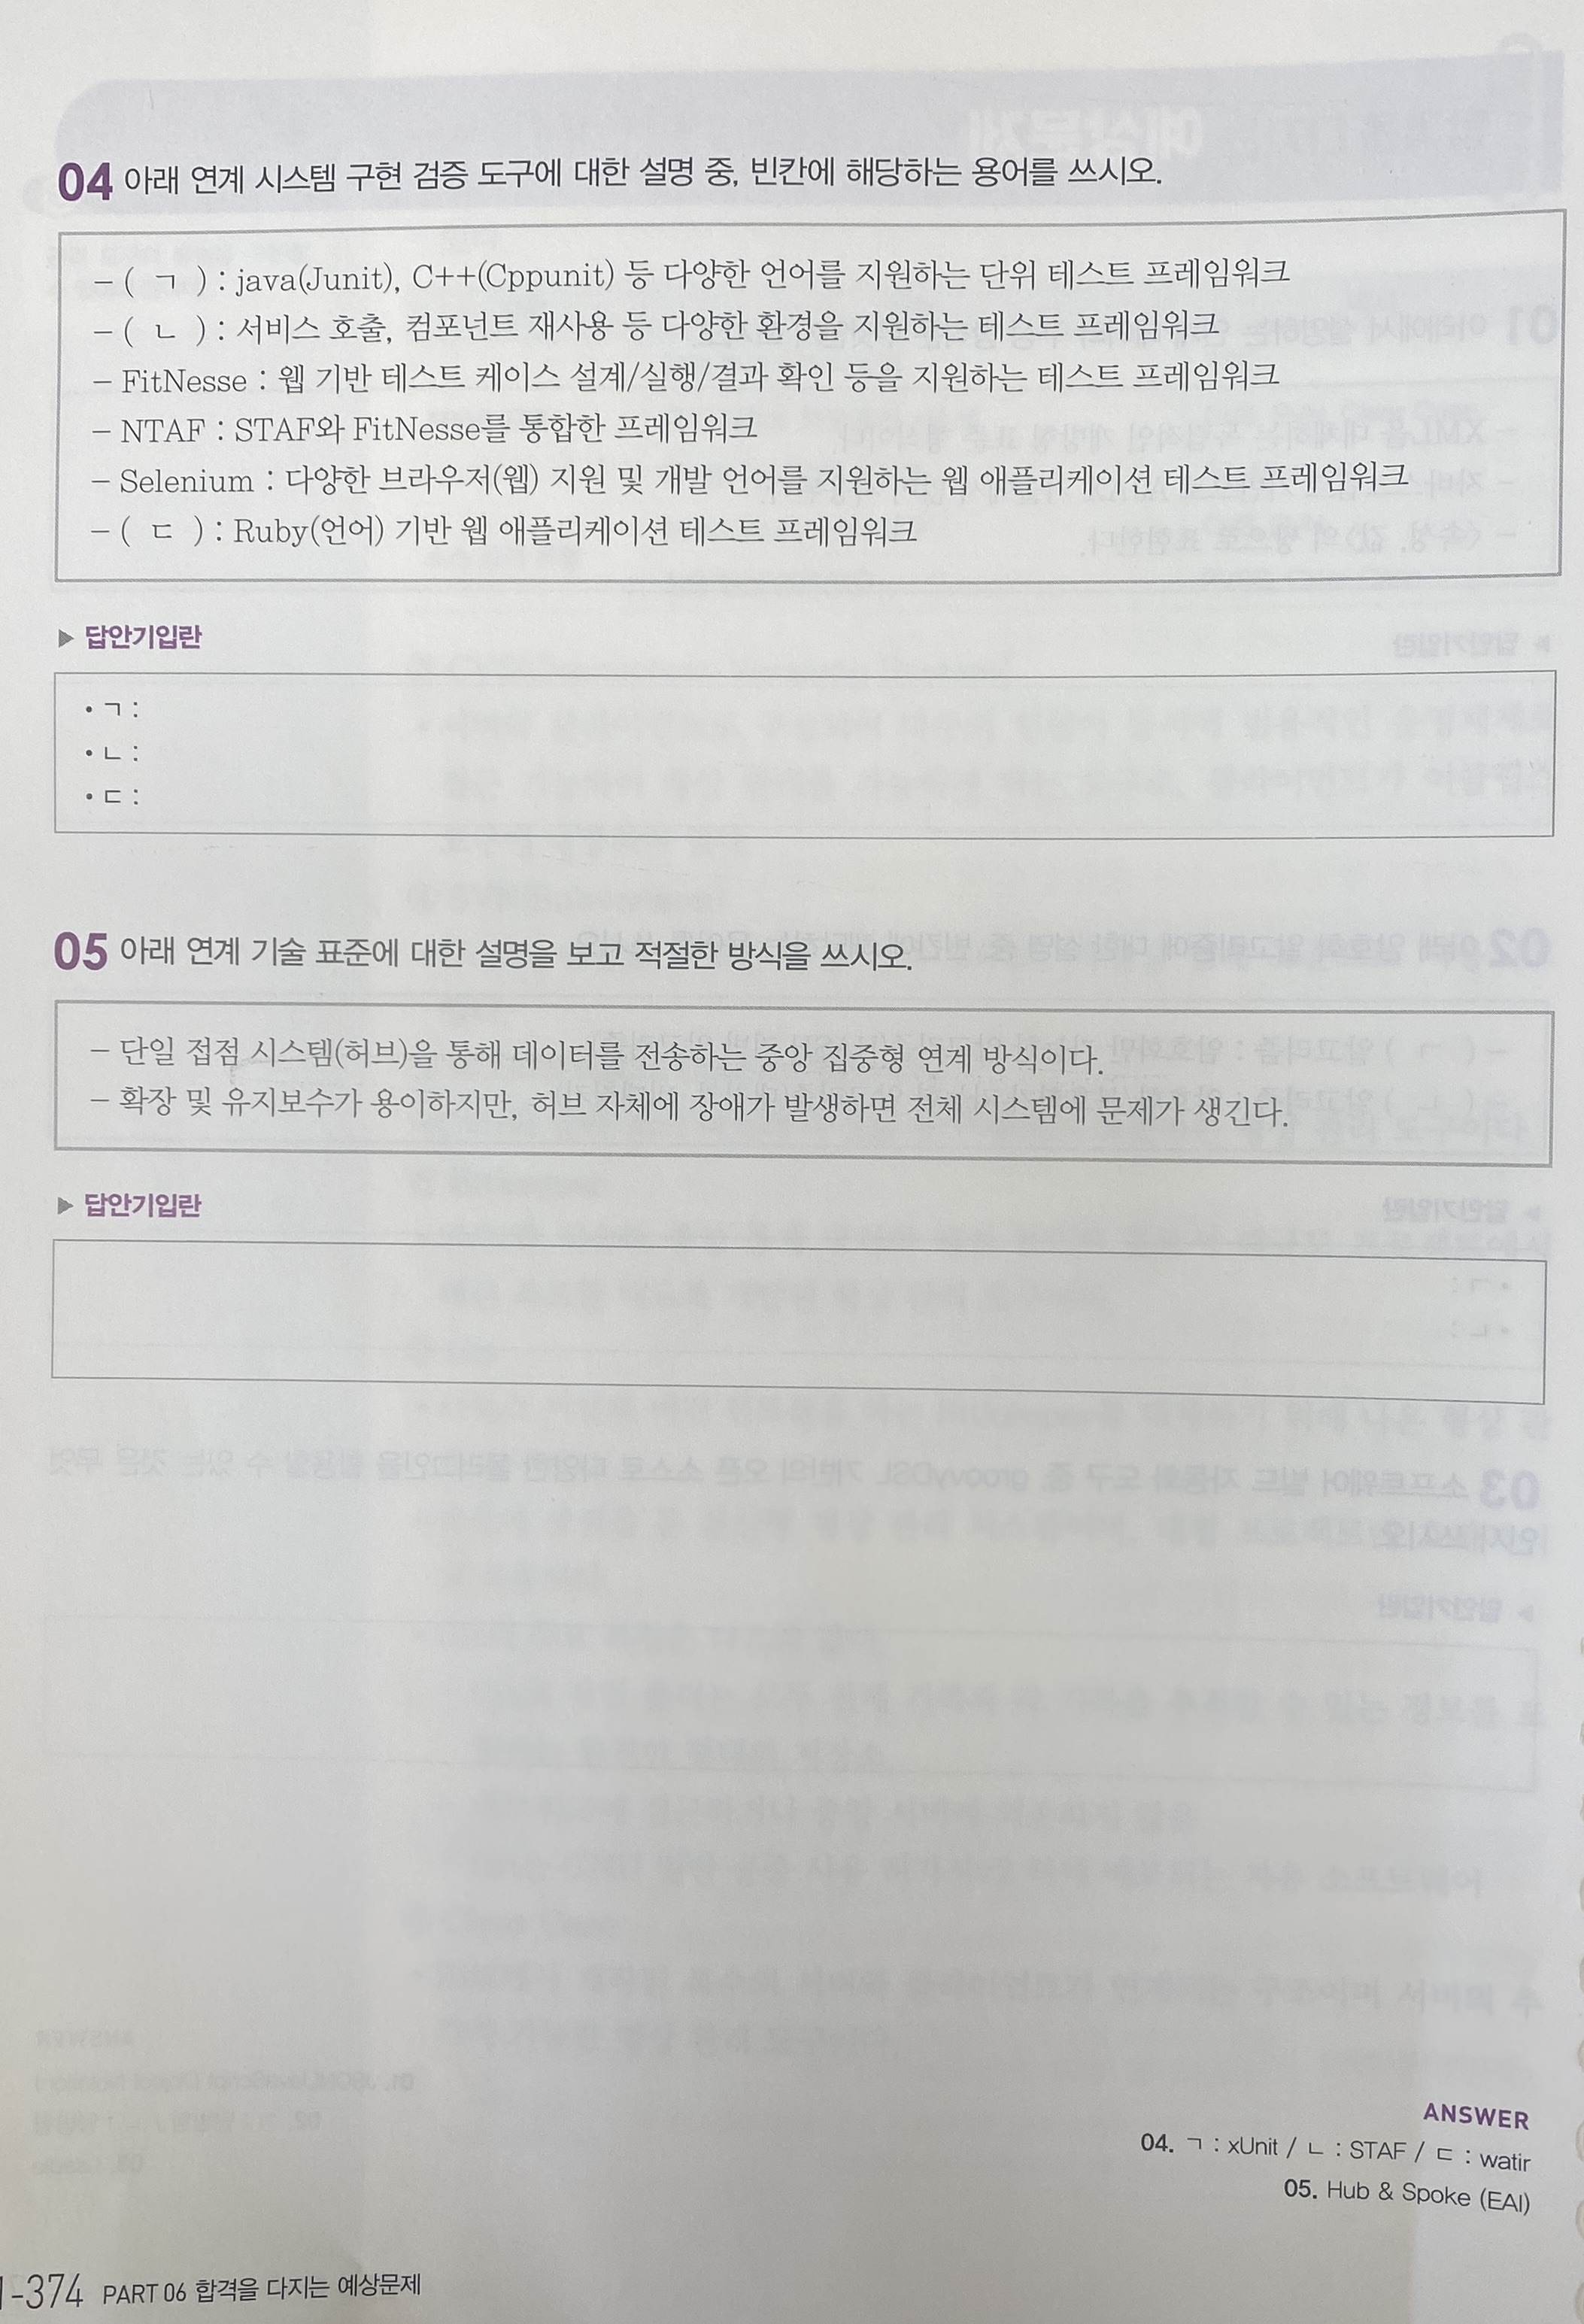 04 아래 연계 시스템 구현 검증 도구에 대한 설명 중, 빈칸에 해당하는 용어를 쓰시오.
– ( ㄱ ) : java(Junit), C++(Cppunit) 등 다양한 언어를 지원하는 단위 테스트 프레임워크
– ( ㄴ ) : 서비스 호출, 컴포넌트 재사용 등 다양한 환경을 지원하는 테스트 프레임워크
– FitNesse : 웹 기반 테스트 케이스 설계/실행/결과 확인 등을 지원하는 테스트 프레임워크
– NTAF : STAF와 FitNesse를 통합한 프레임워크
– Selenium : 다양한 브라우저(웹) 지원 및 개발 언어를 지원하는 웹 애플리케이션 테스트 프레임워크
– ( ㄷ ) : Ruby(언어) 기반 웹 애플리케이션 테스트 프레임워크
▶ 답안기입란
• ㄱ :
• ㄴ :
• ㄷ :
05 아래 연계 기술 표준에 대한 설명을 보고 적절한 방식을 쓰시오.
– 단일 접점 시스템(허브)을 통해 데이터를 전송하는 중앙 집중형 연계 방식이다.
– 확장 및 유지보수가 용이하지만, 허브 자체에 장애가 발생하면 전체 시스템에 문제가 생긴다.
▶ 답안기입란
ANSWER
04. ㄱ : xUnit / ㄴ : STAF / ㄷ : watir
05. Hub & Spoke (EAI)
1-374 PART 06 합격을 다지는 예상문제